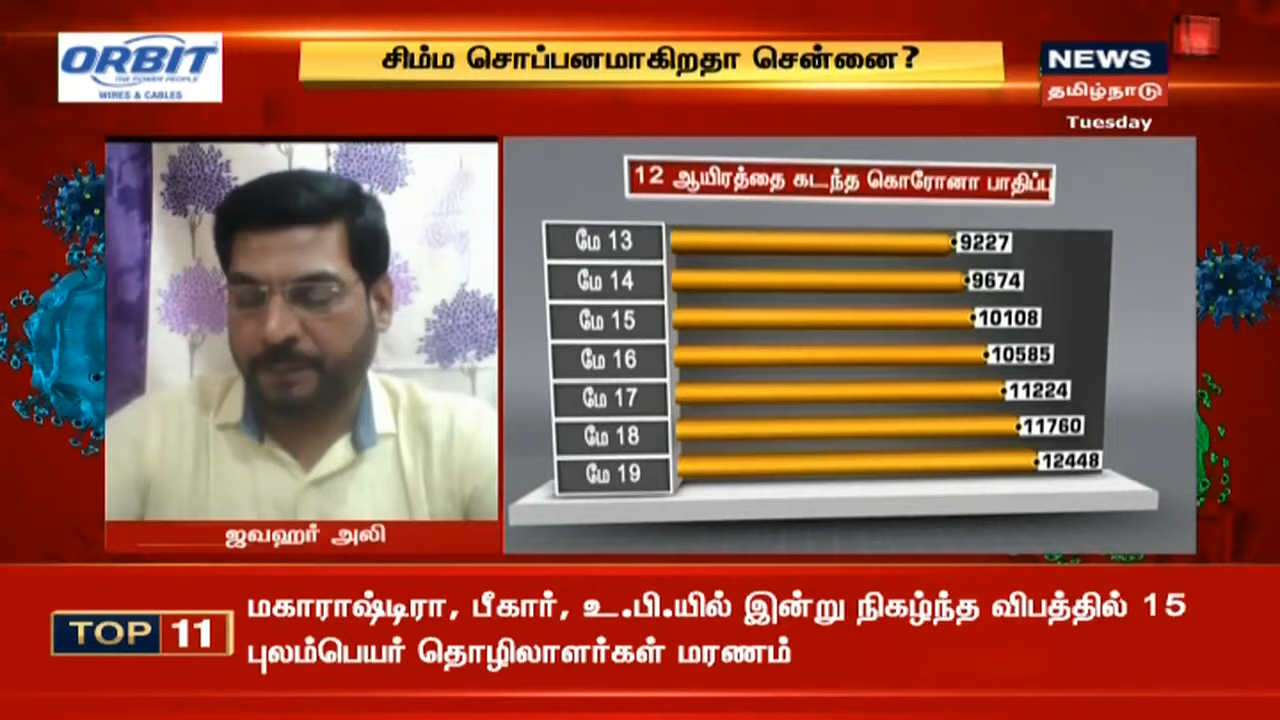 ORBIT
THE POWER PEOPLE
WIRES & CABLES
சிம்ம சொப்பனமாகிறதா சென்னை?
NEWS
தமிழ்நாடு
Tuesday
12 ஆயிரத்தை கடந்த கொரோனா பாதிப்பு
மே 13 9227
மே 14 9674
மே 15 10108
மே 16 10585
மே 17 11224
மே 18 11760
மே 19 12448
ஜவஹர் அலி
TOP 11
மகாராஷ்டிரா, பீகார், உ.பி.யில் இன்று நிகழ்ந்த விபத்தில் 15
புலம்பெயர் தொழிலாளர்கள் மரணம்